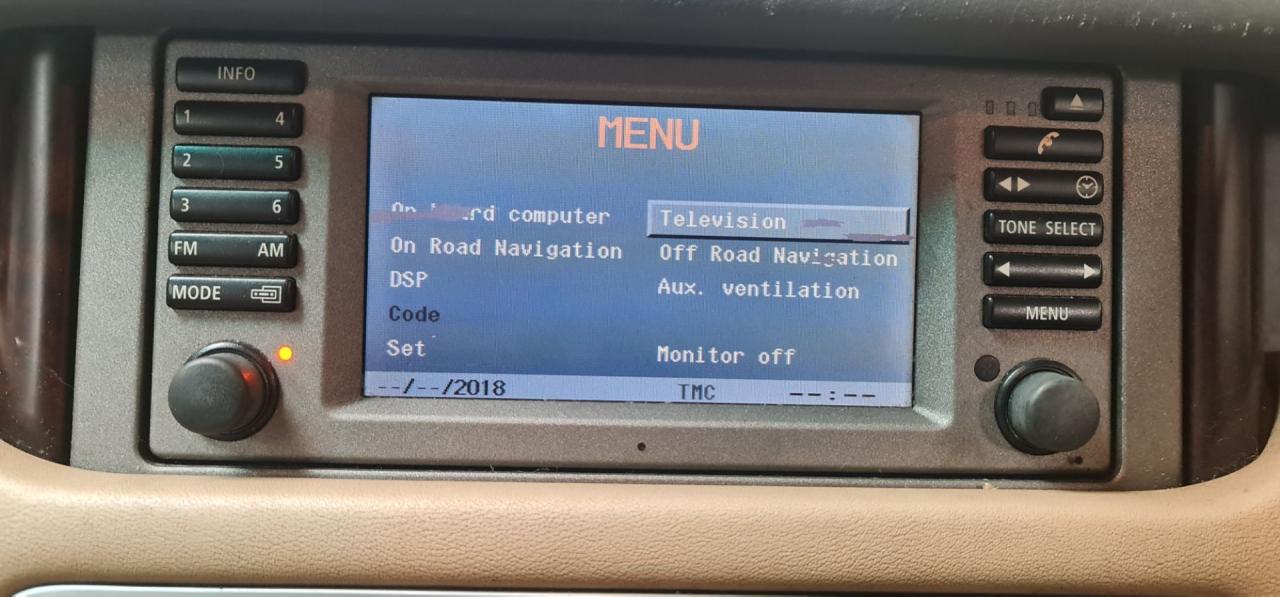 INFO
1 4
2 5
3 6
FM AM
MODE
MENU
computer
Television
On Road Navigation
Off Road Navigation
DSP
Aux. ventilation
Code
Set
Monitor off
--/--/2018
TMC
--:--
TONE SELECT
MENU